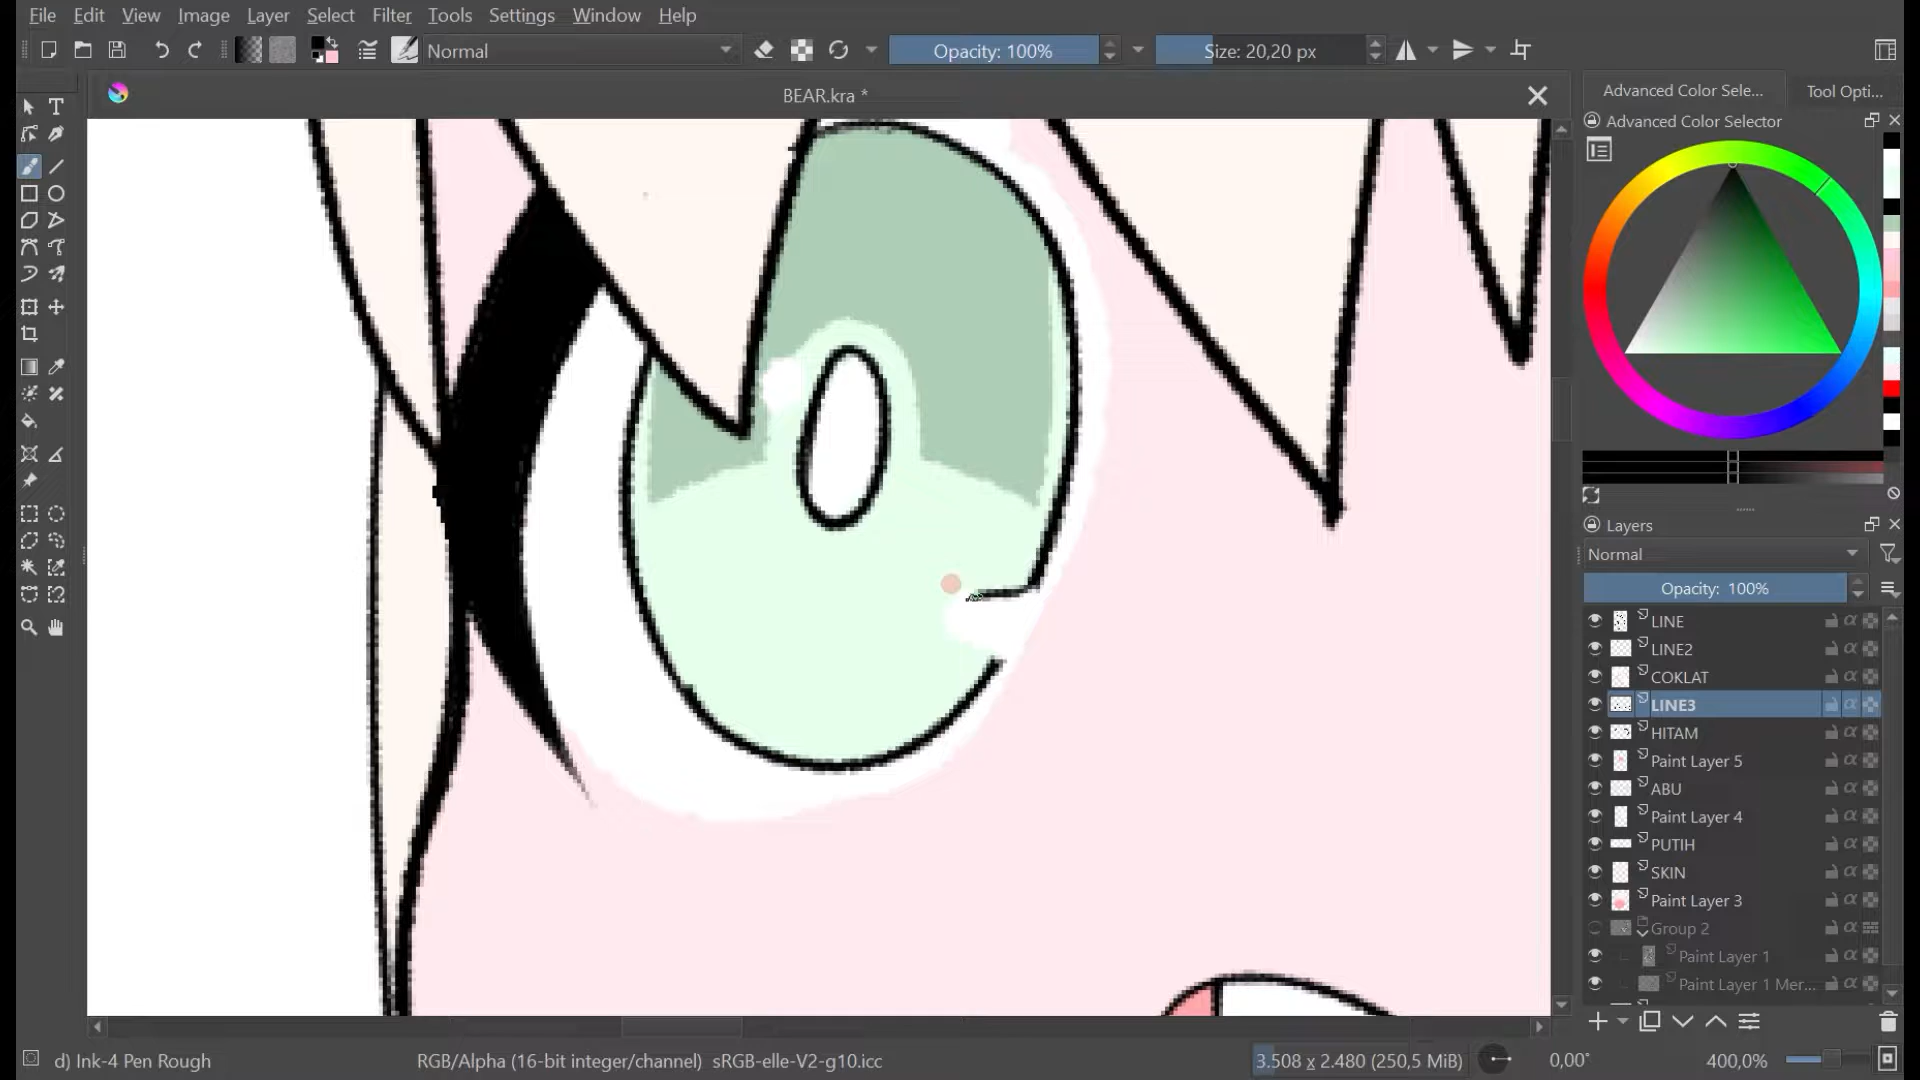 File Edit View Image Layer Select Filter Tools Settings Window Help
Normal Opacity: 100% Size: 20,20 px
BEAR.kra *
Advanced Color Sele... Tool Opti...
Advanced Color Selector
Layers
Normal
Opacity: 100%
LINE
LINE2
COKLAT
LINE3
HITAM
Paint Layer 5
ABU
Paint Layer 4
PUTIH
SKIN
Paint Layer 3
Group 2
Paint Layer 1
Paint Layer 1 Mer...
d) Ink-4 Pen Rough RGB/Alpha (16-bit integer/channel) sRGB-elle-V2-g10.icc 3.508 x 2.480 (250,5 MiB) 0,00° 400,0%